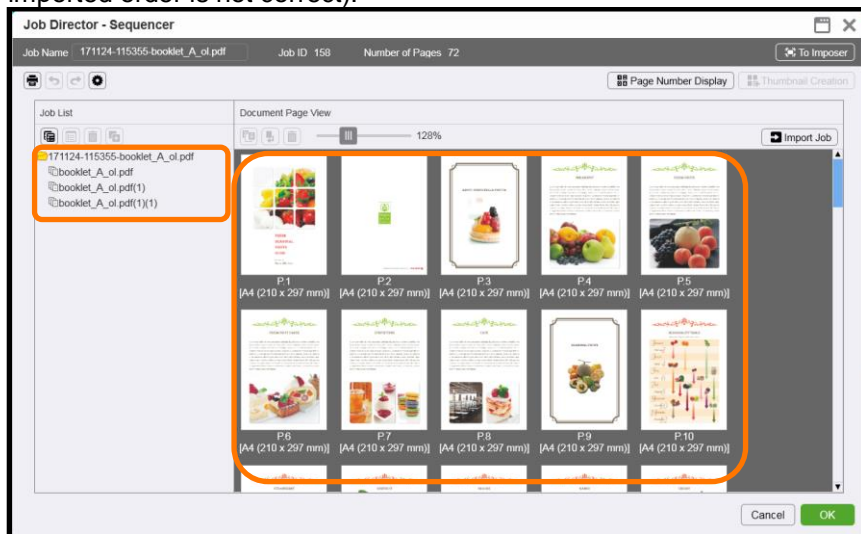 imported order is not correct).
Job Director - Sequencer
Job Name 171124-115355-booklet_A_ol.pdf Job ID 158 Number of Pages 72 To Imposer
Page Number Display Thumbnail Creation
Job List Document Page View
128% Import Job
171124-115355-booklet_A_ol.pdf
booklet_A_ol.pdf
booklet_A_ol.pdf(1)
booklet_A_ol.pdf(1)(1)
P.1 P.2 P.3 P.4 P.5
[A4 (210 x 297 mm)] [A4 (210 x 297 mm)] [A4 (210 x 297 mm)] [A4 (210 x 297 mm)] [A4 (210 x 297 mm)]
P.6 P.7 P.8 P.9 P.10
[A4 (210 x 297 mm)] [A4 (210 x 297 mm)] [A4 (210 x 297 mm)] [A4 (210 x 297 mm)] [A4 (210 x 297 mm)]
Cancel OK